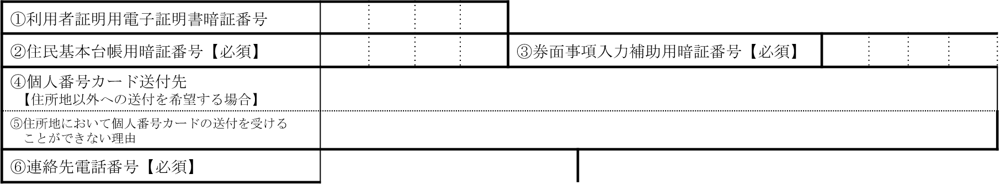 ①利用者証明用電子証明書暗証番号
②住民基本台帳用暗証番号【必須】
③券面事項入力補助用暗証番号【必須】
④個人番号カード送付先
【住所地以外への送付を希望する場合】
⑤住所地において個人番号カードの送付を受ける
ことができない理由
⑥連絡先電話番号【必須】